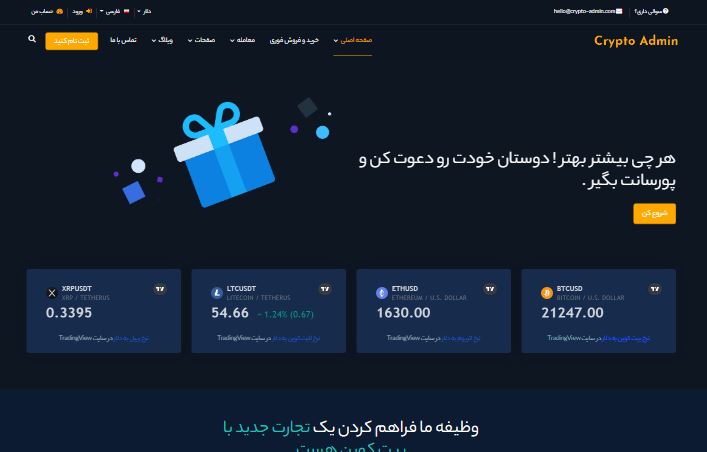 سوالی داری؟
hello@crypto-admin.com
دلار
فارسی
ورود
حساب من
Crypto Admin
صفحه اصلی
خرید و فروش فوری
معامله
صفحات
وبلاگ
تماس با ما
ثبت نام کنید
هر چی بیشتر بهتر ! دوستان خودت رو دعوت کن و
پورسانت بگیر .
شروع کن
BTCUSD
BITCOIN / U.S. DOLLAR
21247.00
نرخ بیت کوین به دلار در سایت TradingView
ETHUSD
ETHEREUM / U.S. DOLLAR
1630.00
نرخ اتریوم به دلار در سایت TradingView
LTCUSDT
LITECOIN / TETHERUS
54.66 − 1.24% (0.67)
نرخ لایت کوین به دلار در سایت TradingView
XRPUSDT
XRP / TETHERUS
0.3395
نرخ ریپل به دلار در سایت TradingView
وظیفه ما فراهم کردن یک تجارت جدید با
بیت کوین هست